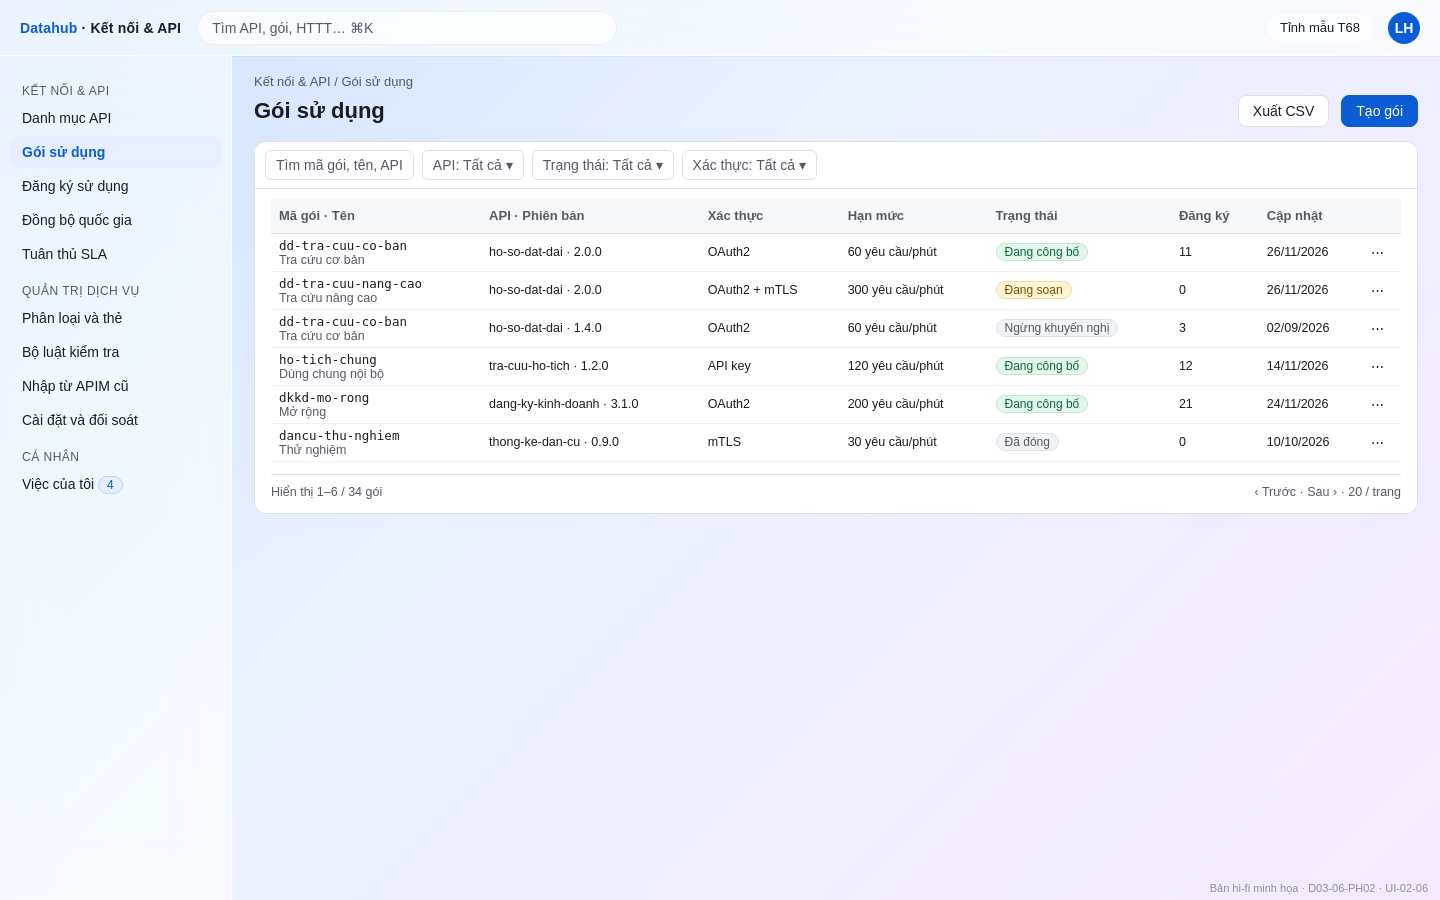 Datahub · Kết nối & API
Tìm API, gói, HTTT… ⌘K
Tỉnh mẫu T68
LH
KẾT NỐI & API
Danh mục API
Gói sử dụng
Đăng ký sử dụng
Đồng bộ quốc gia
Tuân thủ SLA
QUẢN TRỊ DỊCH VỤ
Phân loại và thẻ
Bộ luật kiểm tra
Nhập từ APIM cũ
Cài đặt và đối soát
CÁ NHÂN
Việc của tôi 4
Kết nối & API / Gói sử dụng
Gói sử dụng
Xuất CSV
Tạo gói
Tìm mã gói, tên, API
API: Tất cả ▾
Trạng thái: Tất cả ▾
Xác thực: Tất cả ▾
Mã gói · Tên API · Phiên bản Xác thực Hạn mức Trạng thái Đăng ký Cập nhật
dd-tra-cuu-co-ban
Tra cứu cơ bản
ho-so-dat-dai · 2.0.0 OAuth2 60 yêu cầu/phút Đang công bố 11 26/11/2026 ⋯
dd-tra-cuu-nang-cao
Tra cứu nâng cao
ho-so-dat-dai · 2.0.0 OAuth2 + mTLS 300 yêu cầu/phút Đang soạn 0 26/11/2026 ⋯
dd-tra-cuu-co-ban
Tra cứu cơ bản
ho-so-dat-dai · 1.4.0 OAuth2 60 yêu cầu/phút Ngừng khuyến nghị 3 02/09/2026 ⋯
ho-tich-chung
Dùng chung nội bộ
tra-cuu-ho-tich · 1.2.0 API key 120 yêu cầu/phút Đang công bố 12 14/11/2026 ⋯
dkkd-mo-rong
Mở rộng
dang-ky-kinh-doanh · 3.1.0 OAuth2 200 yêu cầu/phút Đang công bố 21 24/11/2026 ⋯
dancu-thu-nghiem
Thử nghiệm
thong-ke-dan-cu · 0.9.0 mTLS 30 yêu cầu/phút Đã đóng 0 10/10/2026 ⋯
Hiển thị 1–6 / 34 gói
‹ Trước · Sau › · 20 / trang
Bản hi-fi minh họa · D03-06-PH02 · UI-02-06